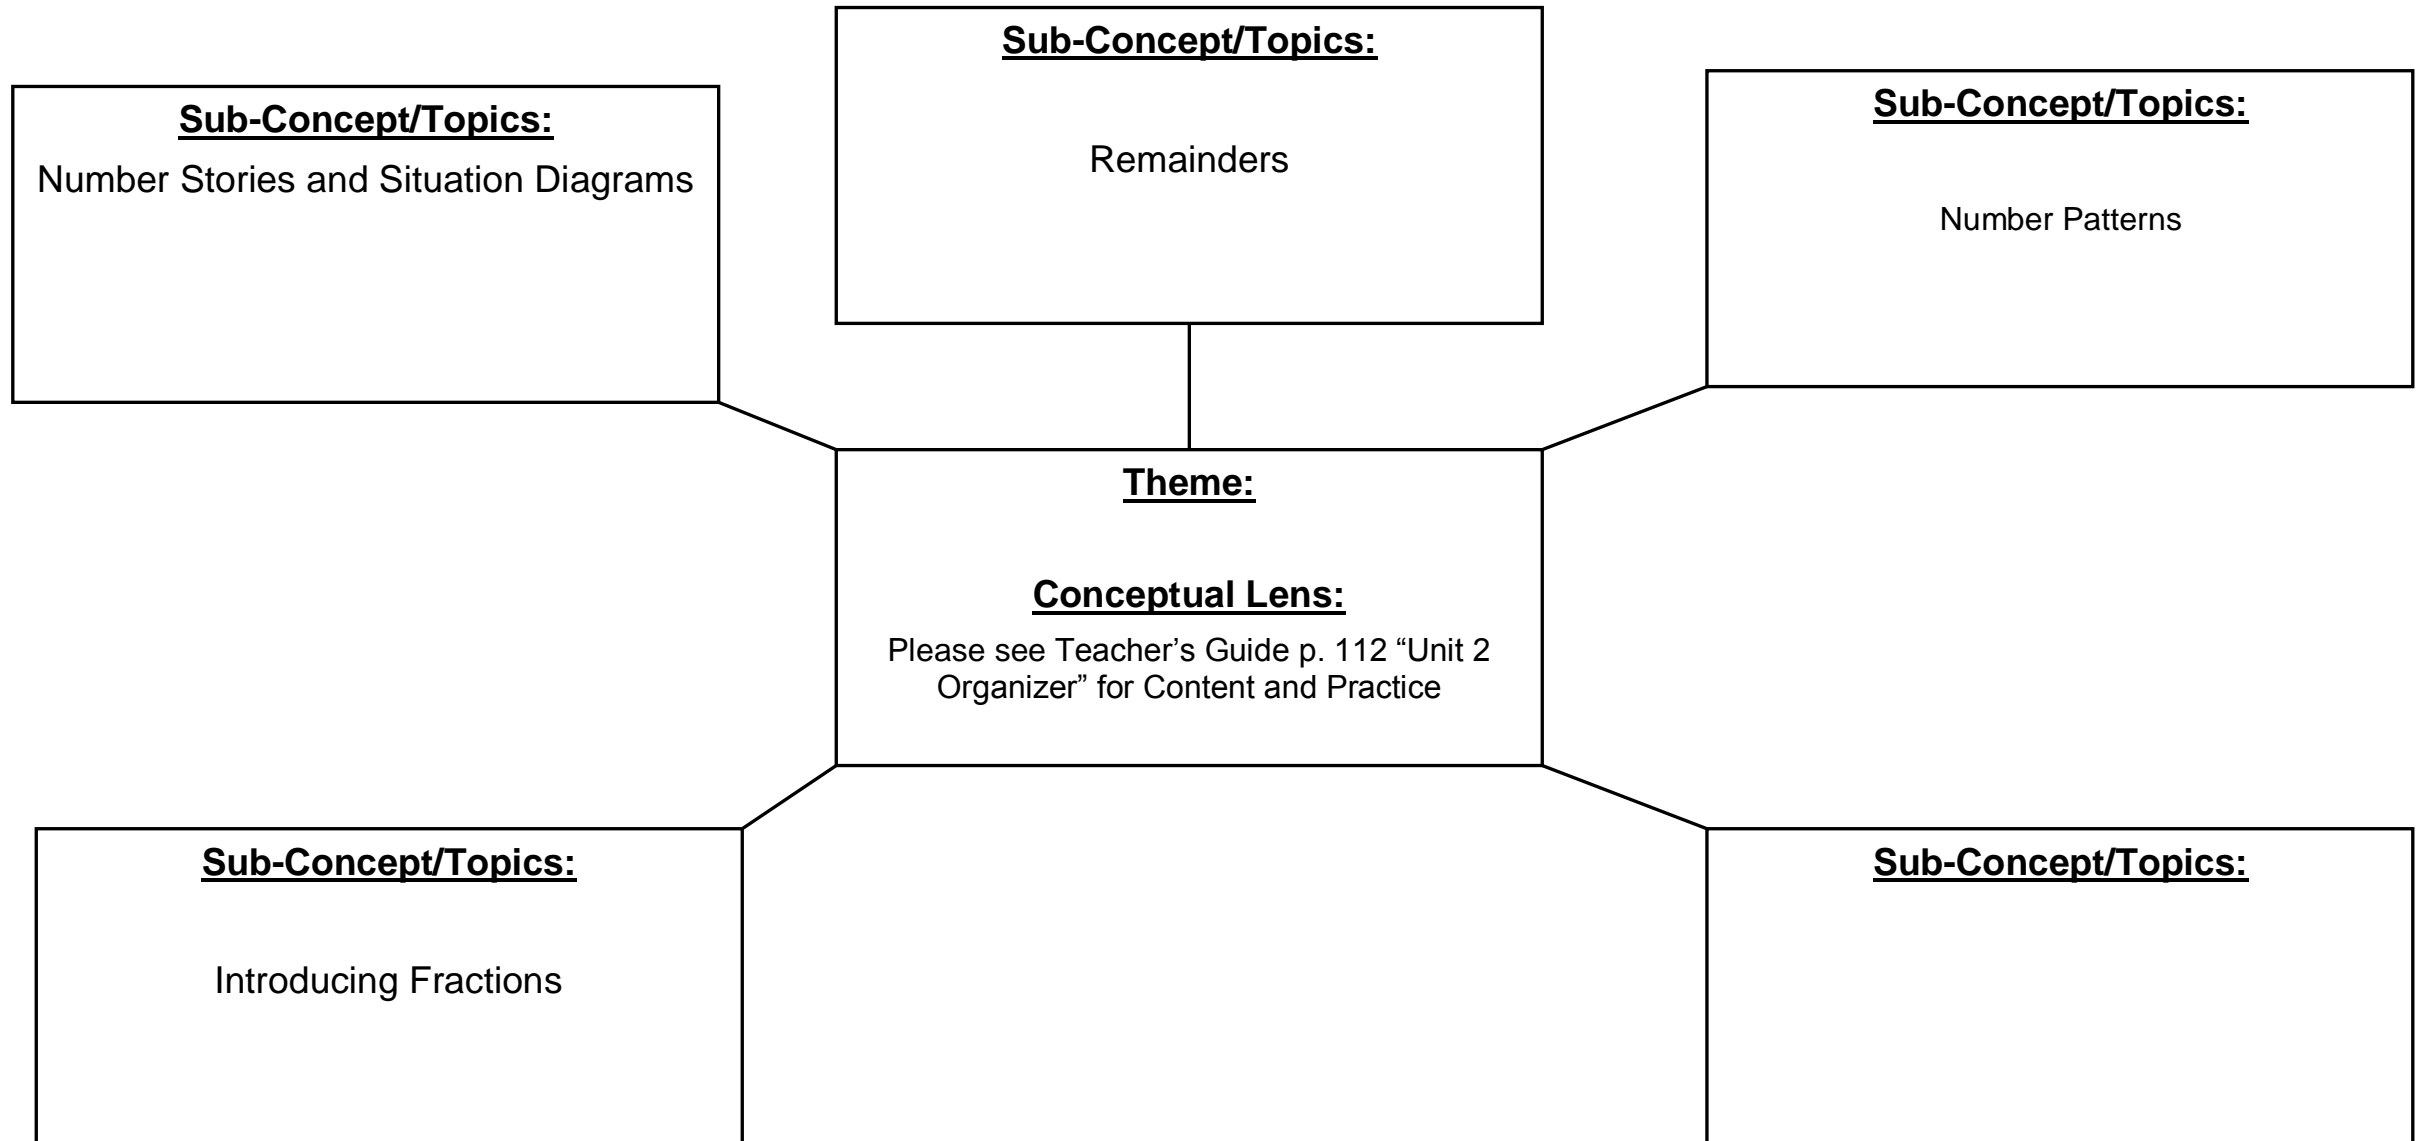 Sub-Concept/Topics:
Number Stories and Situation Diagrams
Sub-Concept/Topics:
Remainders
Sub-Concept/Topics:
Number Patterns
Theme:
Conceptual Lens:
Please see Teacher’s Guide p. 112 “Unit 2
Organizer” for Content and Practice
Sub-Concept/Topics:
Introducing Fractions
Sub-Concept/Topics: